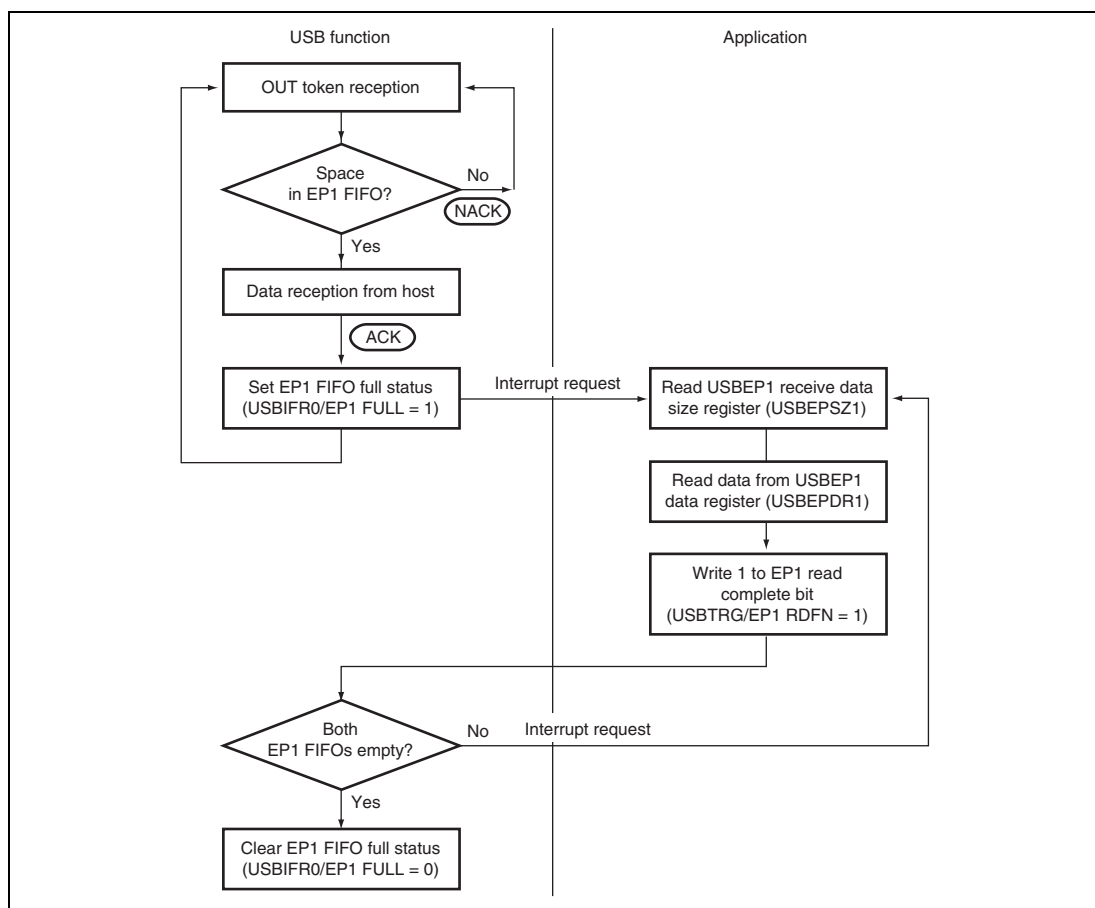 USB function
Application
OUT token reception
Space
in EP1 FIFO?
No
NACK
Yes
Data reception from host
ACK
Set EP1 FIFO full status
(USBIFR0/EP1 FULL = 1)
Interrupt request
Read USBEP1 receive data
size register (USBEPSZ1)
Read data from USBEP1
data register (USBEPDR1)
Write 1 to EP1 read
complete bit
(USBTRG/EP1 RDFN = 1)
Both
EP1 FIFOs empty?
No
Interrupt request
Yes
Clear EP1 FIFO full status
(USBIFR0/EP1 FULL = 0)